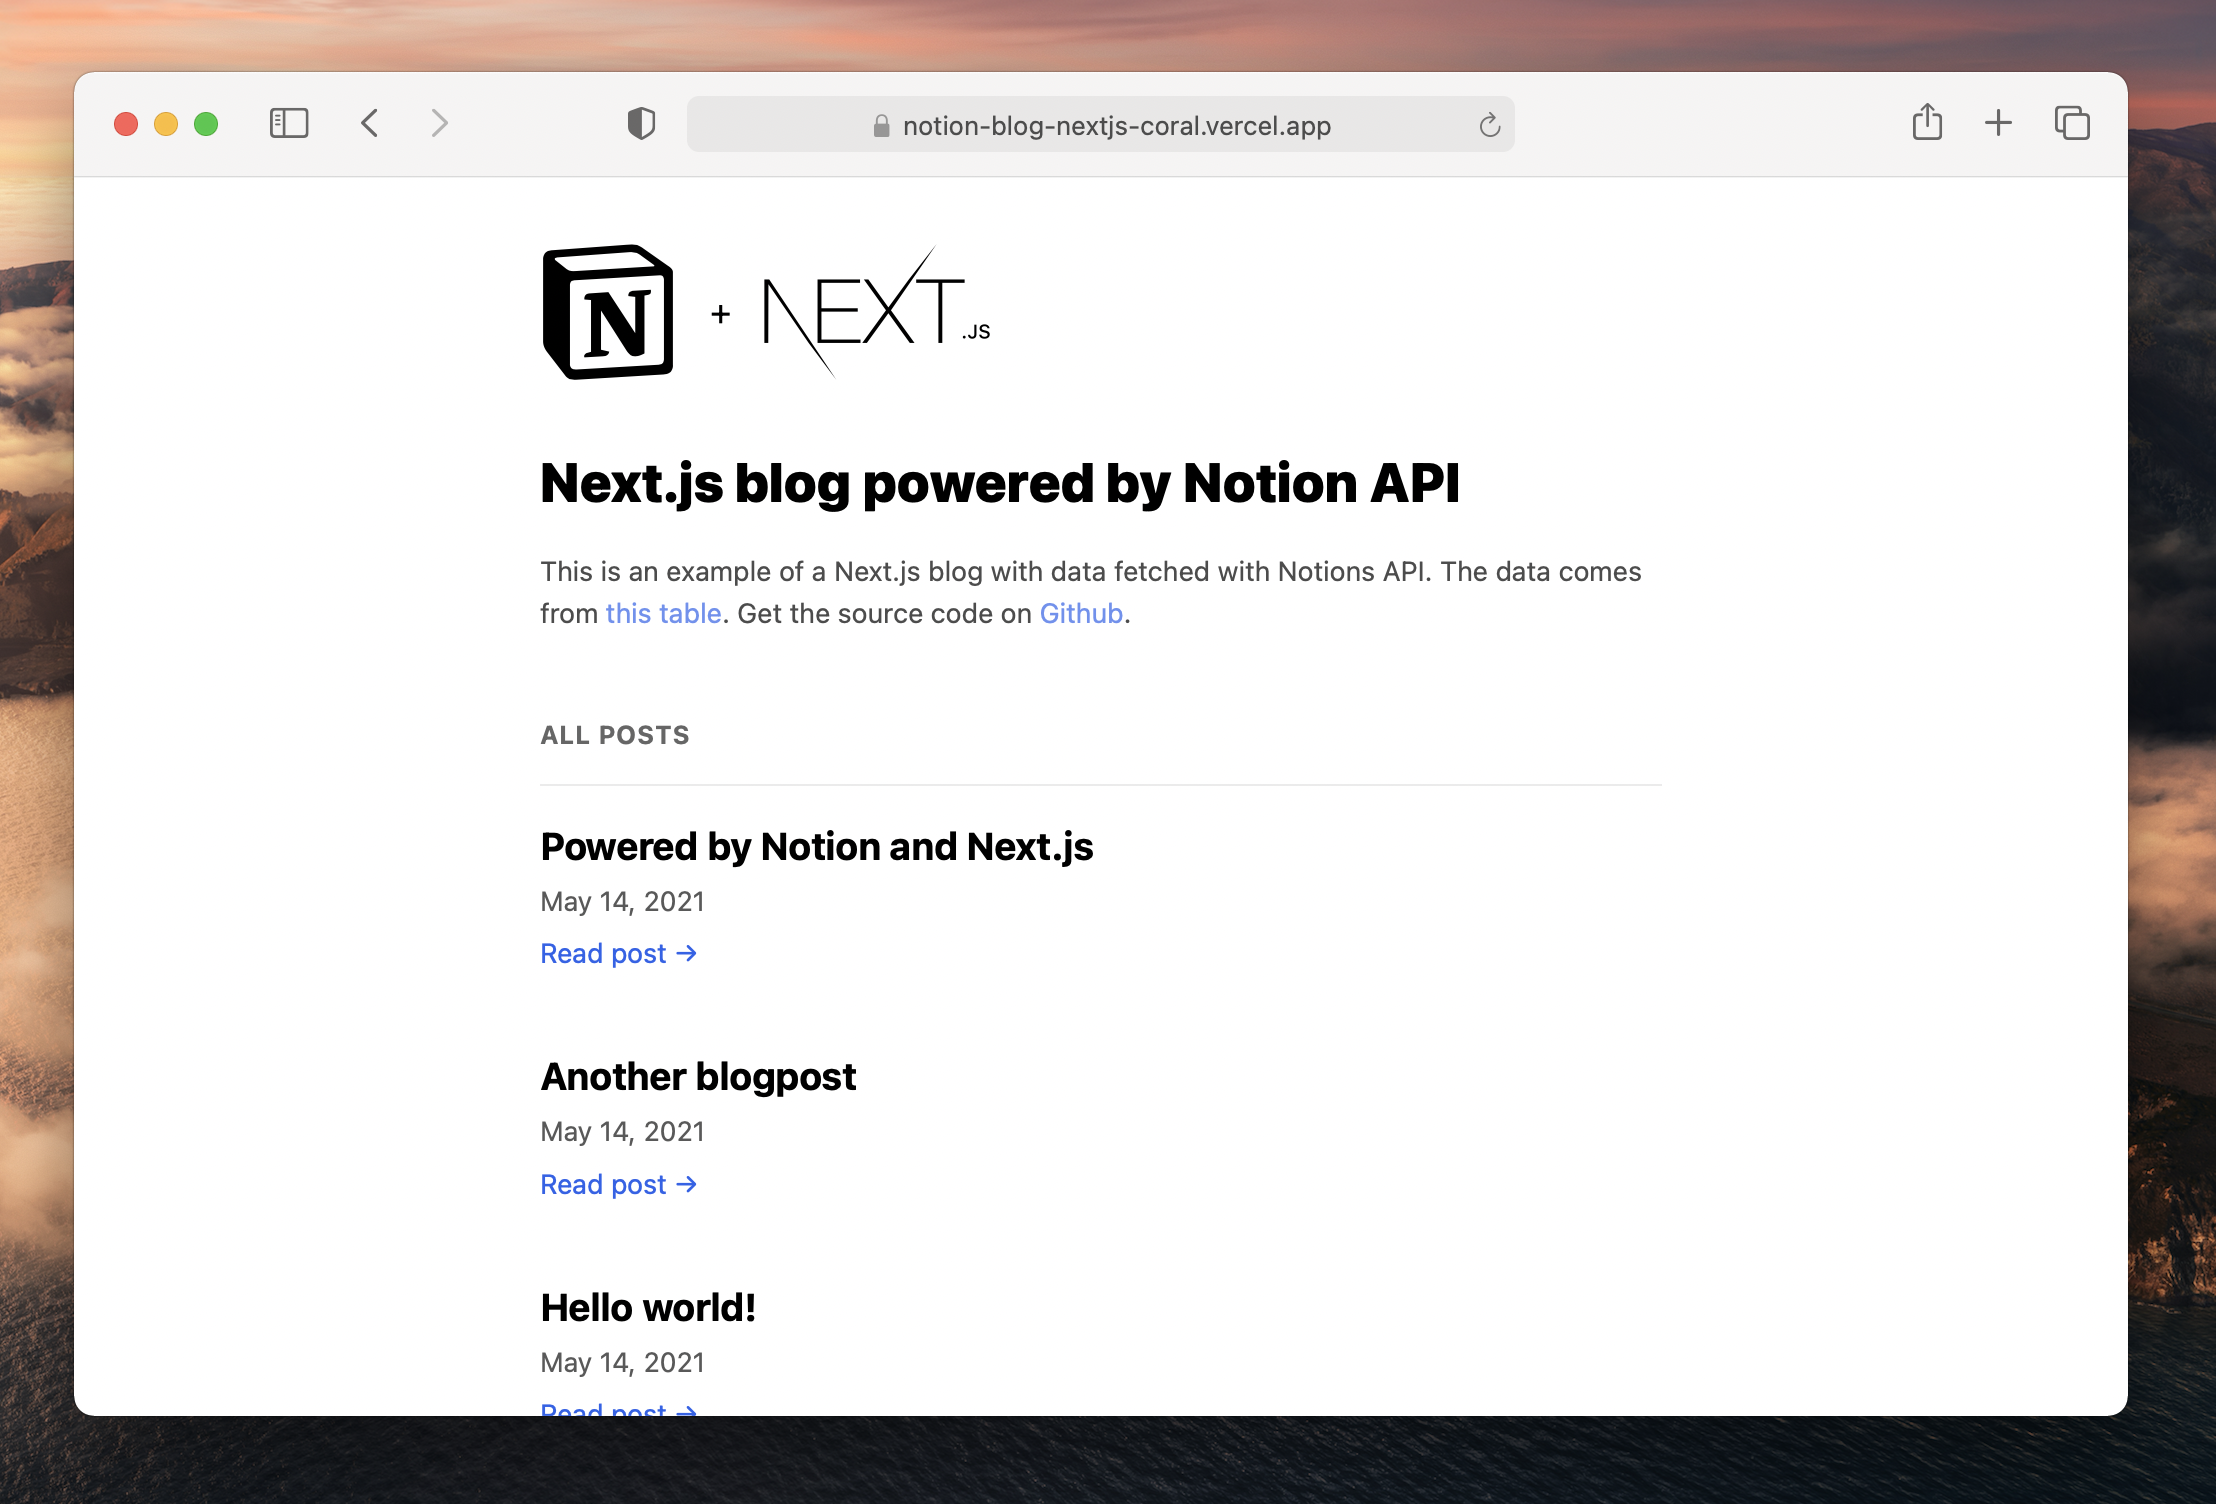 notion-blog-nextjs-coral.vercel.app
N + NEXT.JS
Next.js blog powered by Notion API
This is an example of a Next.js blog with data fetched with Notions API. The data comes
from this table. Get the source code on Github.
ALL POSTS
Powered by Notion and Next.js
May 14, 2021
Read post →
Another blogpost
May 14, 2021
Read post →
Hello world!
May 14, 2021
Read post →